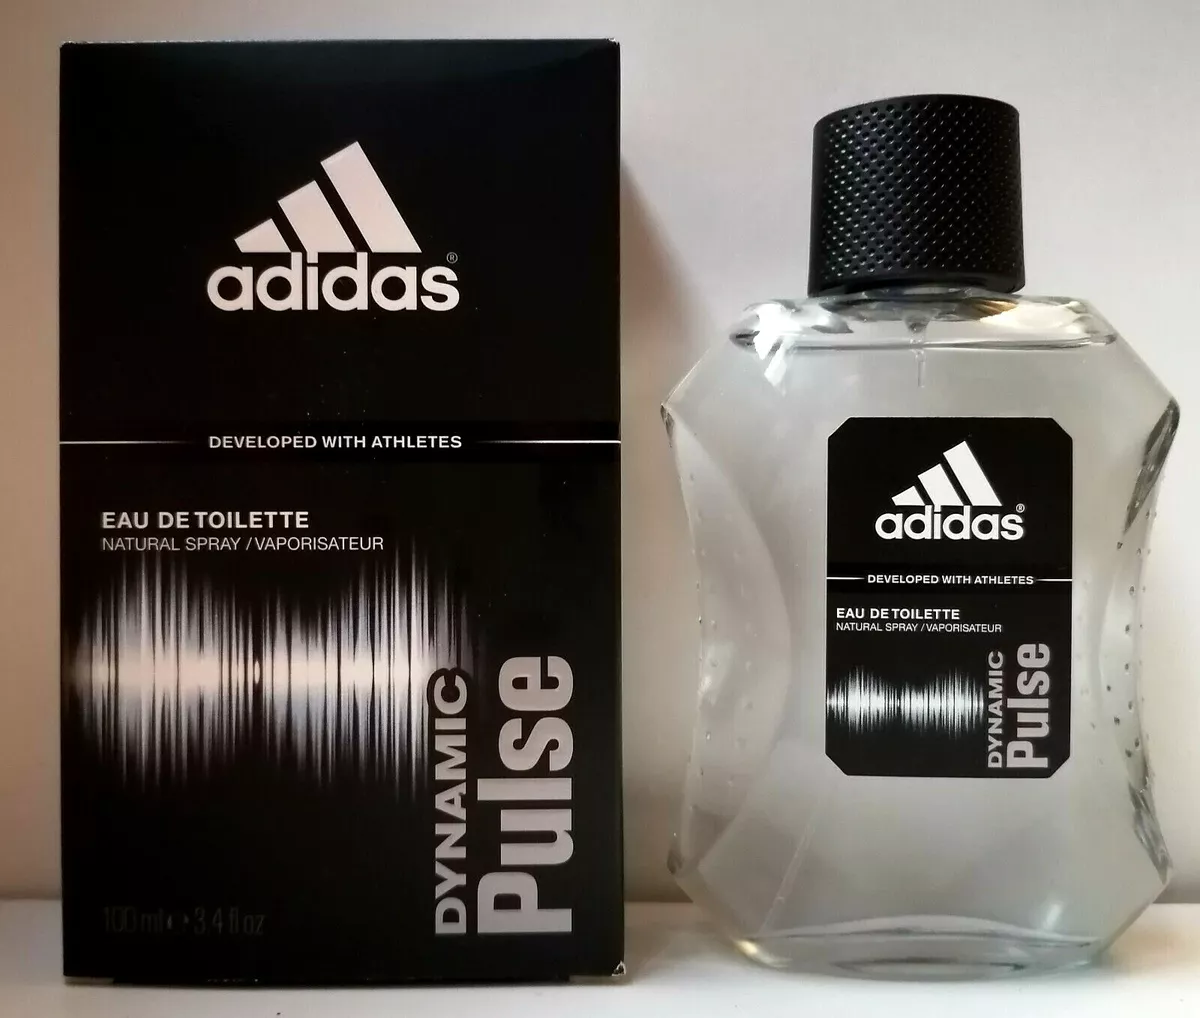 adidas®
DEVELOPED WITH ATHLETES
EAU DE TOILETTE
NATURAL SPRAY / VAPORISATEUR
DYNAMIC
Pulse
100 ml ℮ 3.4 fl oz
adidas®
DEVELOPED WITH ATHLETES
EAU DE TOILETTE
NATURAL SPRAY / VAPORISATEUR
DYNAMIC
Pulse